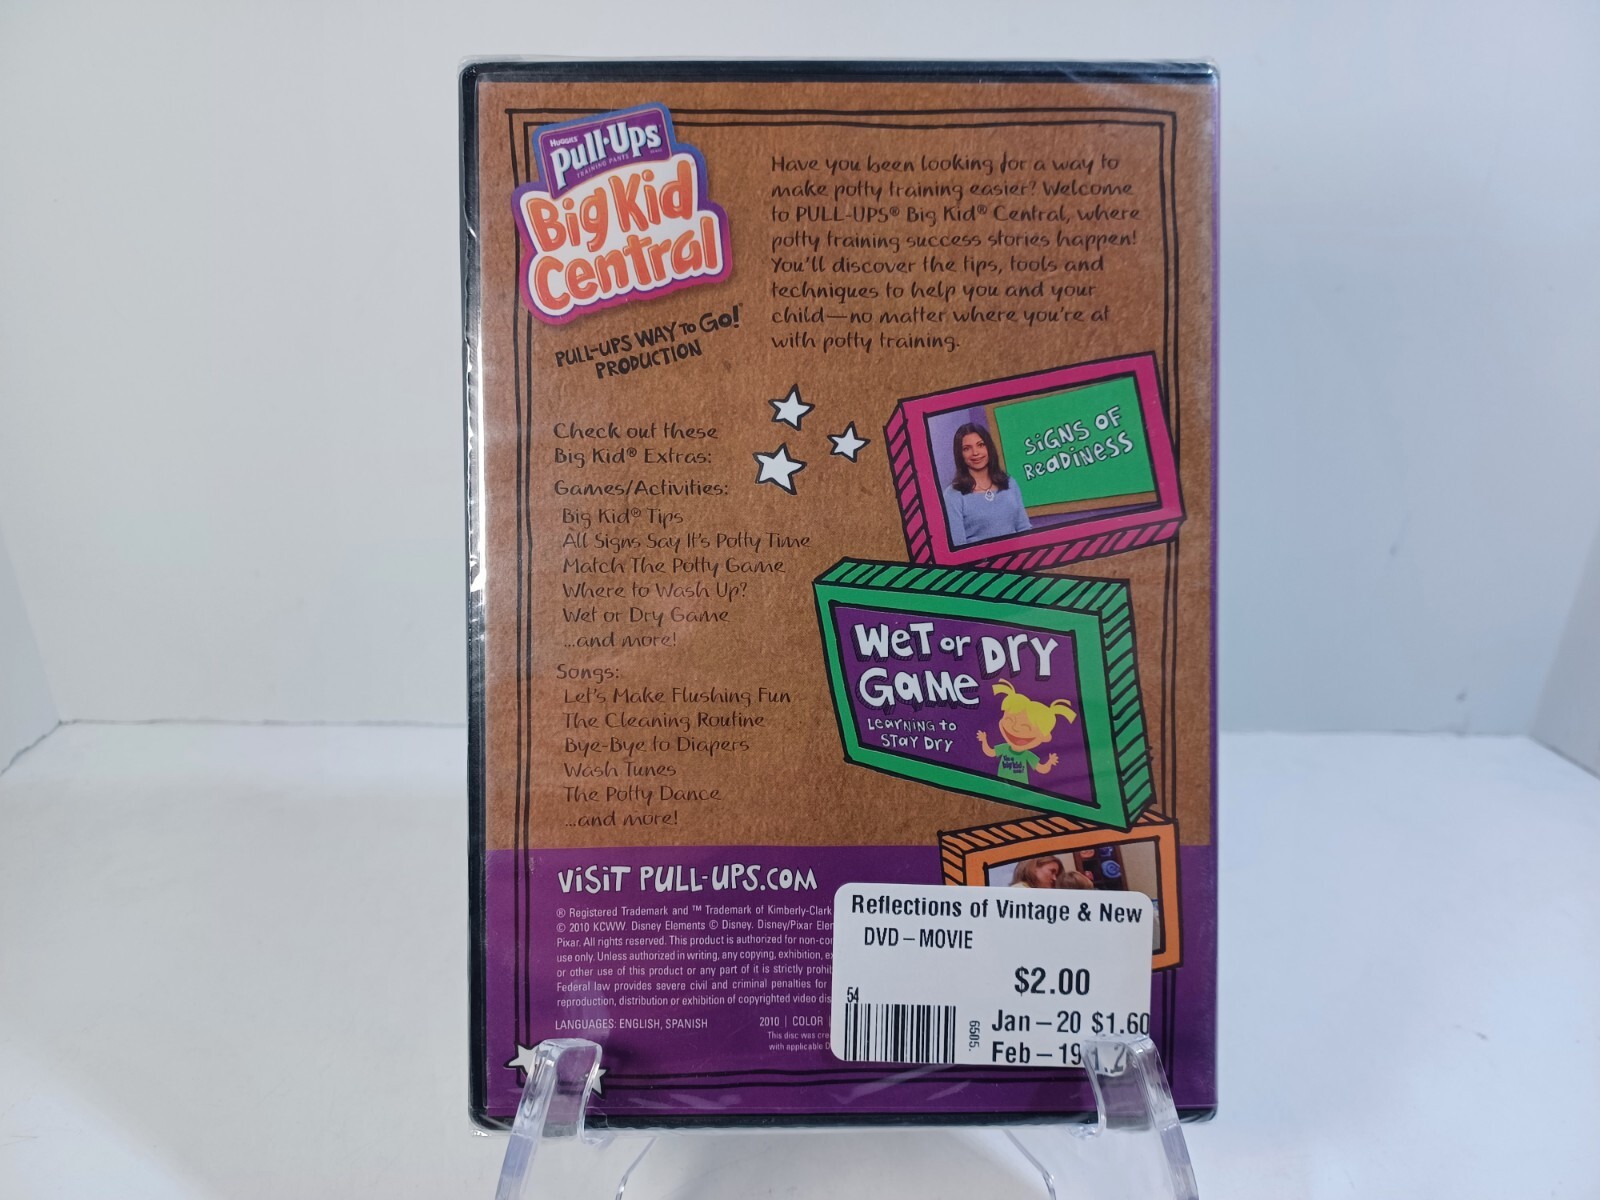 HUGGIES
Pull-Ups
TRAINING PANTS
Big Kid
Central
PULL-UPS WAY TO GO!®
PRODUCTION
Have you been looking for a way to
make potty training easier? Welcome
to PULL-UPS® Big Kid® Central, where
potty training success stories happen!
You'll discover the tips, tools and
techniques to help you and your
child—no matter where you're at
with potty training.
Check out these
Big Kid® Extras:
Games/Activities:
Big Kid® Tips
All Signs Say It's Potty Time
Match The Potty Game
Where to Wash Up?
Wet or Dry Game
...and more!
Songs:
Let's Make Flushing Fun
The Cleaning Routine
Bye-Bye to Diapers
Wash Tunes
The Potty Dance
...and more!
SiGNS OF
ReaDiNess
WeT or DRY
Game
Learning to
STAY DRY
ViSiT PULL-UPS.COM
® Registered Trademark and ™ Trademark of Kimberly-Clark
© 2010 KCWW. Disney Elements © Disney. Disney/Pixar
Pixar. All rights reserved. This product is authorized for
use only. Unless authorized in writing, any copying, exhibition,
or other use of this product or any part of it is strictly
Federal law provides severe civil and criminal penalties for
reproduction, distribution or exhibition of copyrighted video
LANGUAGES: ENGLISH, SPANISH
2010 | COLOR |
This disc was
with applicable
Reflections of Vintage & New
DVD – MOVIE
$2.00
54
6505.
Jan – 20 $1.60
Feb – 19